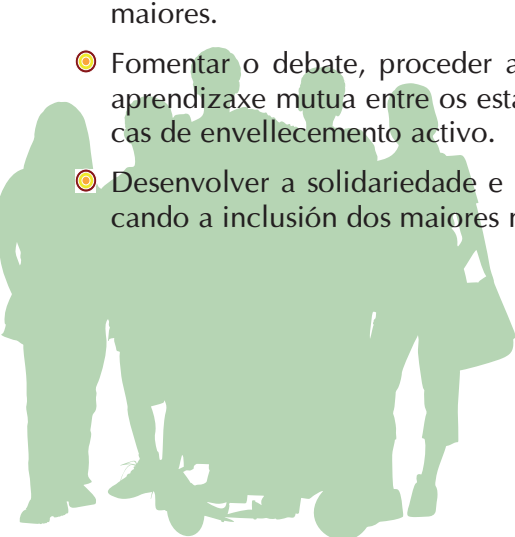 maiores.
Fomentar o debate, proceder a
aprendizaxe mutua entre os esta
cas de envellecemento activo.
Desenvolver a solidariedade e
cando a inclusión dos maiores